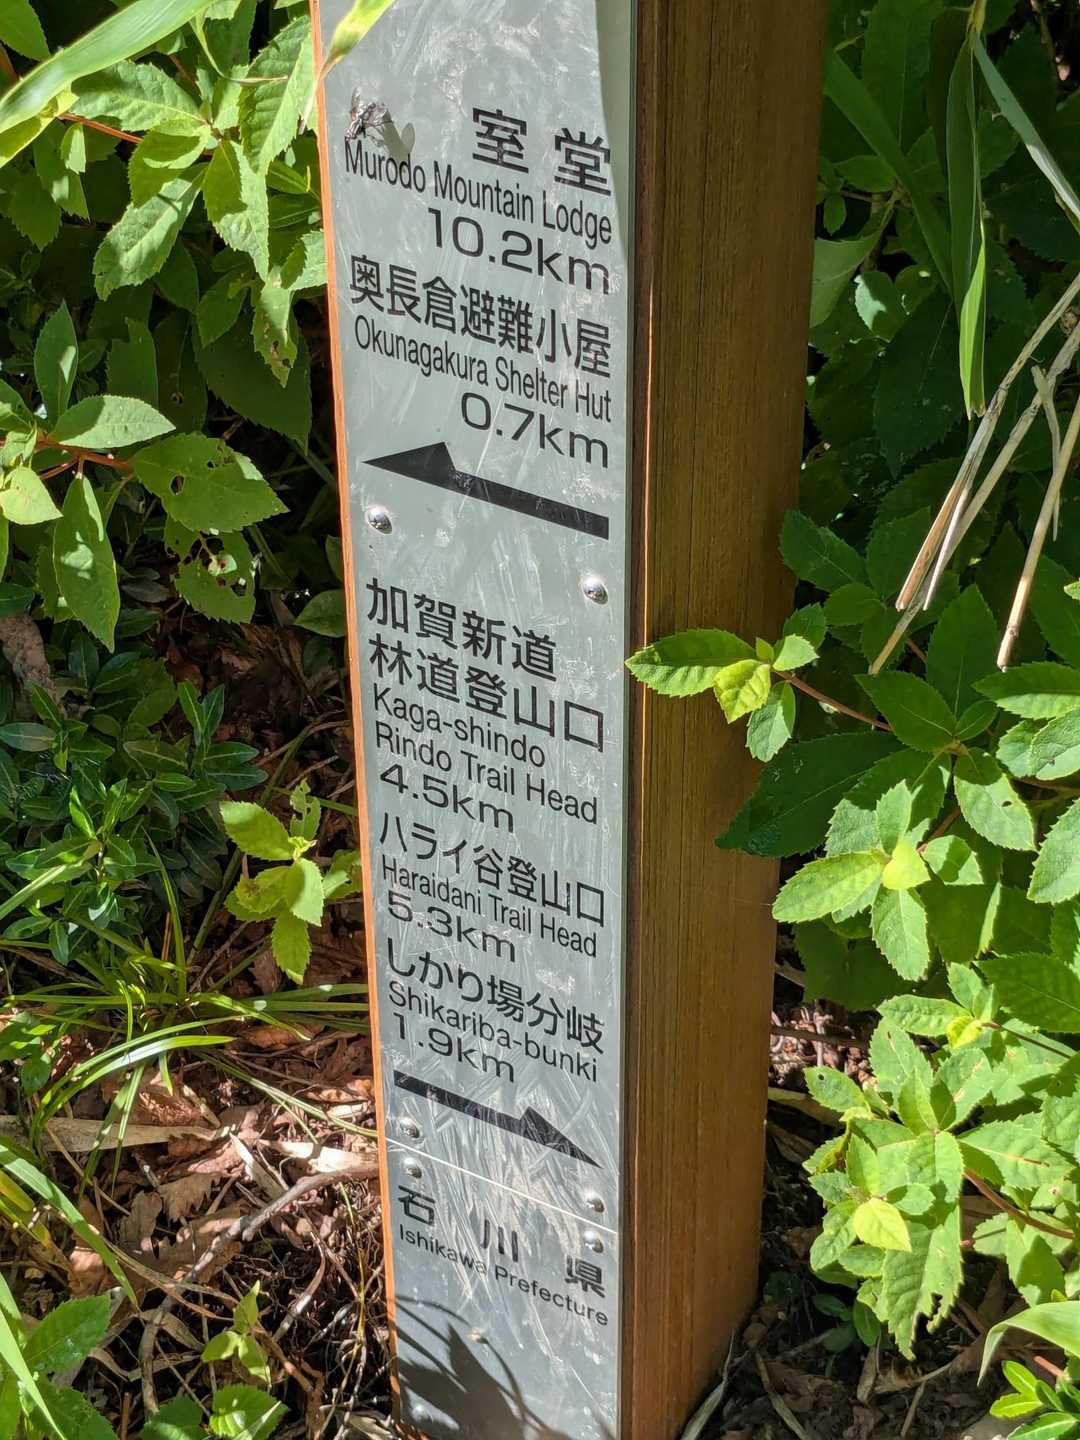 室堂
Murodo Mountain Lodge
10.2km
奥長倉避難小屋
Okunagakura Shelter Hut
0.7km
加賀新道
林道登山口
Kaga-shindo
Rindo Trail Head
4.5km
ハライ谷登山口
Haraidani Trail Head
5.3km
しかり場分岐
Shikariba-bunki
1.9km
石川県
Ishikawa Prefecture